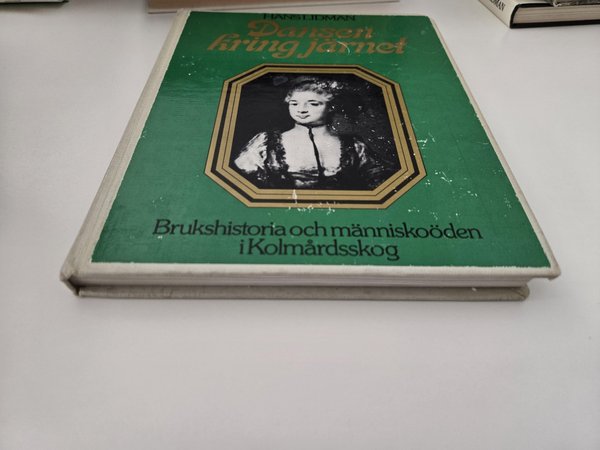 HANS LIDMAN
Dansen
kring järnet
Brukshistoria och människoöden
i Kolmårdsskog